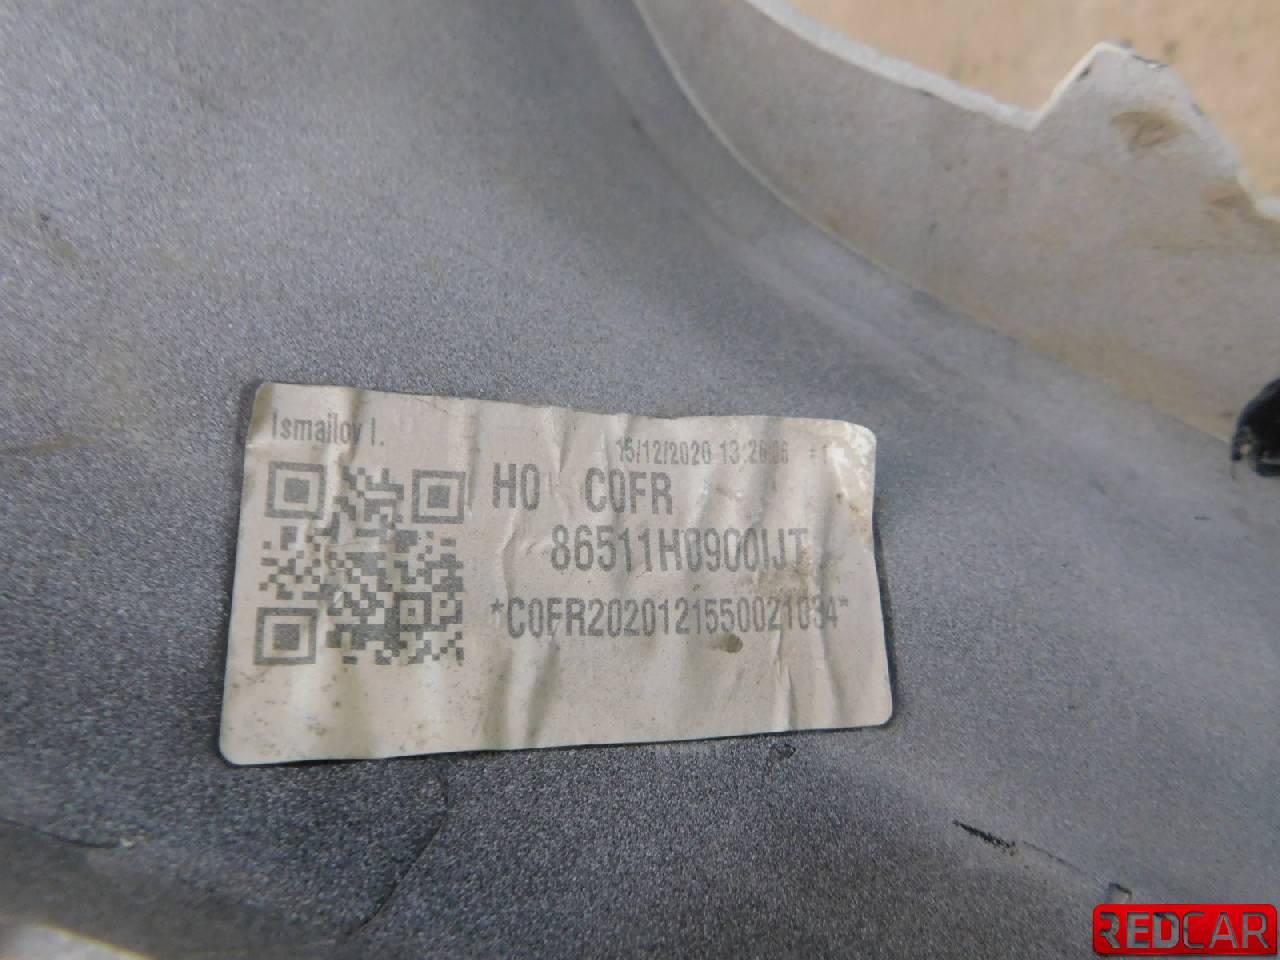 Ismailov I.
15/12/2020 13:26:06
H0 C0FR
86511H0900IJT
*C0FR2020121550021034*
REDCAR